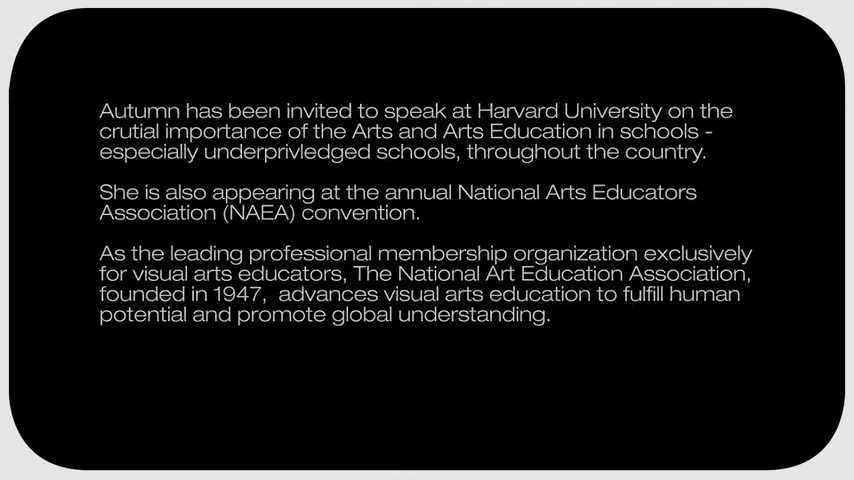 Autumn has been invited to speak at Harvard University on the
crutial importance of the Arts and Arts Education in schools -
especially underprivledged schools, throughout the country.
She is also appearing at the annual National Arts Educators
Association (NAEA) convention.
As the leading professional membership organization exclusively
for visual arts educators, The National Art Education Association,
founded in 1947,  advances visual arts education to fulfill human
potential and promote global understanding.